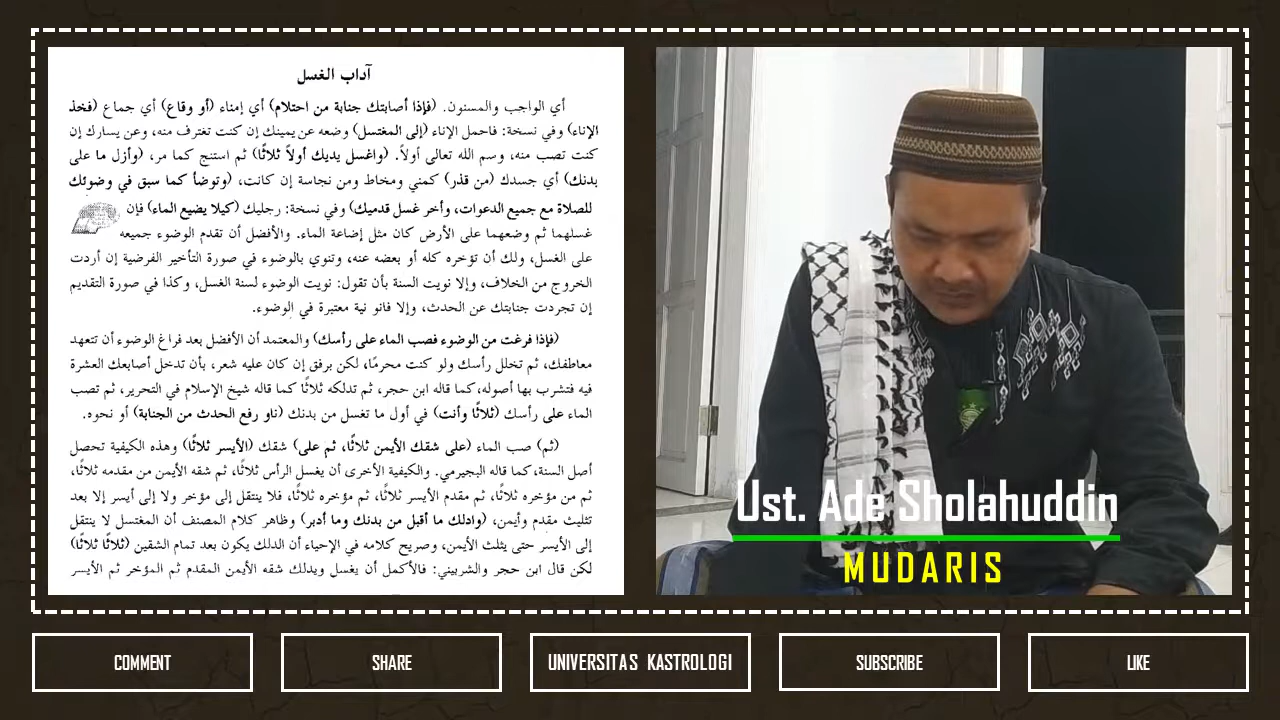 آداب الغسل
أي الواجب والمسنون. (فإذا أصابتك جنابة من احتلام) أي إمناء (أو وقاع) أي جماع (فخذ
الإناء) وفي نسخة: فاحمل الإناء (إلى المغتسل) وضعه عن يمينك إن كنت تغترف منه، وعن يسارك إن
كنت تصب منه، وسم الله تعالى أولاً. (واغسل يديك أولاً ثلاثًا) ثم استنج كما مر، (وأزل ما على
بدنك) أي جسدك (من قذر) كمني ومخاط ومن نجاسة إن كانت، (وتوضأ كما سبق في وضوئك
للصلاة مع جميع الدعوات، وأخر غسل قدميك) وفي نسخة: رجليك (كيلا يضيع الماء) فإن
غسلهما ثم وضعهما على الأرض كان مثل إضاعة الماء. والأفضل أن تقدم الوضوء جميعه
على الغسل، ولك أن تؤخره كله أو بعضه عنه، وتنوي بالوضوء في صورة التأخير الفرضية إن أردت
الخروج من الخلاف، وإلا نويت السنة بأن تقول: نويت الوضوء لسنة الغسل، وكذا في صورة التقديم
إن تجردت جنابتك عن الحدث، وإلا فانو نية معتبرة في الوضوء.
(فإذا فرغت من الوضوء فصب الماء على رأسك) والمعتمد أن الأفضل بعد فراغ الوضوء أن تتعهد
معاطفك، ثم تخلل رأسك ولو كنت محرمًا، لكن برفق إن كان عليه شعر، بأن تدخل أصابعك العشرة
فيه فتشرب بها أصوله، كما قاله ابن حجر، ثم تدلكه ثلاثًا كما قاله شيخ الإسلام في التحرير، ثم تصب
الماء على رأسك (ثلاثًا وأنت) في أول ما تغسل من بدنك (ناو رفع الحدث من الجنابة) أو نحوه.
(ثم) صب الماء (على شقك الأيمن ثلاثًا، ثم على) شقك (الأيسر ثلاثًا) وهذه الكيفية تحصل
أصل السنة، كما قاله البجيرمي. والكيفية الأخرى أن يغسل الرأس ثلاثًا، ثم شقه الأيمن من مقدمه ثلاثًا،
ثم من مؤخره ثلاثًا، ثم مقدم الأيسر ثلاثًا، ثم مؤخره ثلاثًا، فلا ينتقل إلى مؤخر ولا إلى أيسر إلا بعد
تثليث مقدم وأيمن، (وادلك ما أقبل من بدنك وما أدبر) وظاهر كلام المصنف أن المغتسل لا ينتقل
إلى الأيسر حتى يثلث الأيمن، وصريح كلامه في الإحياء أن الدلك يكون بعد تمام الشقين (ثلاثًا ثلاثًا)
لكن قال ابن حجر والشربيني: فالأكمل أن يغسل ويدلك شقه الأيمن المقدم ثم المؤخر ثم الأيسر
Ust. Ade Sholahuddin
MUDARIS
COMMENT
SHARE
UNIVERSITAS KASTROLOGI
SUBSCRIBE
LIKE